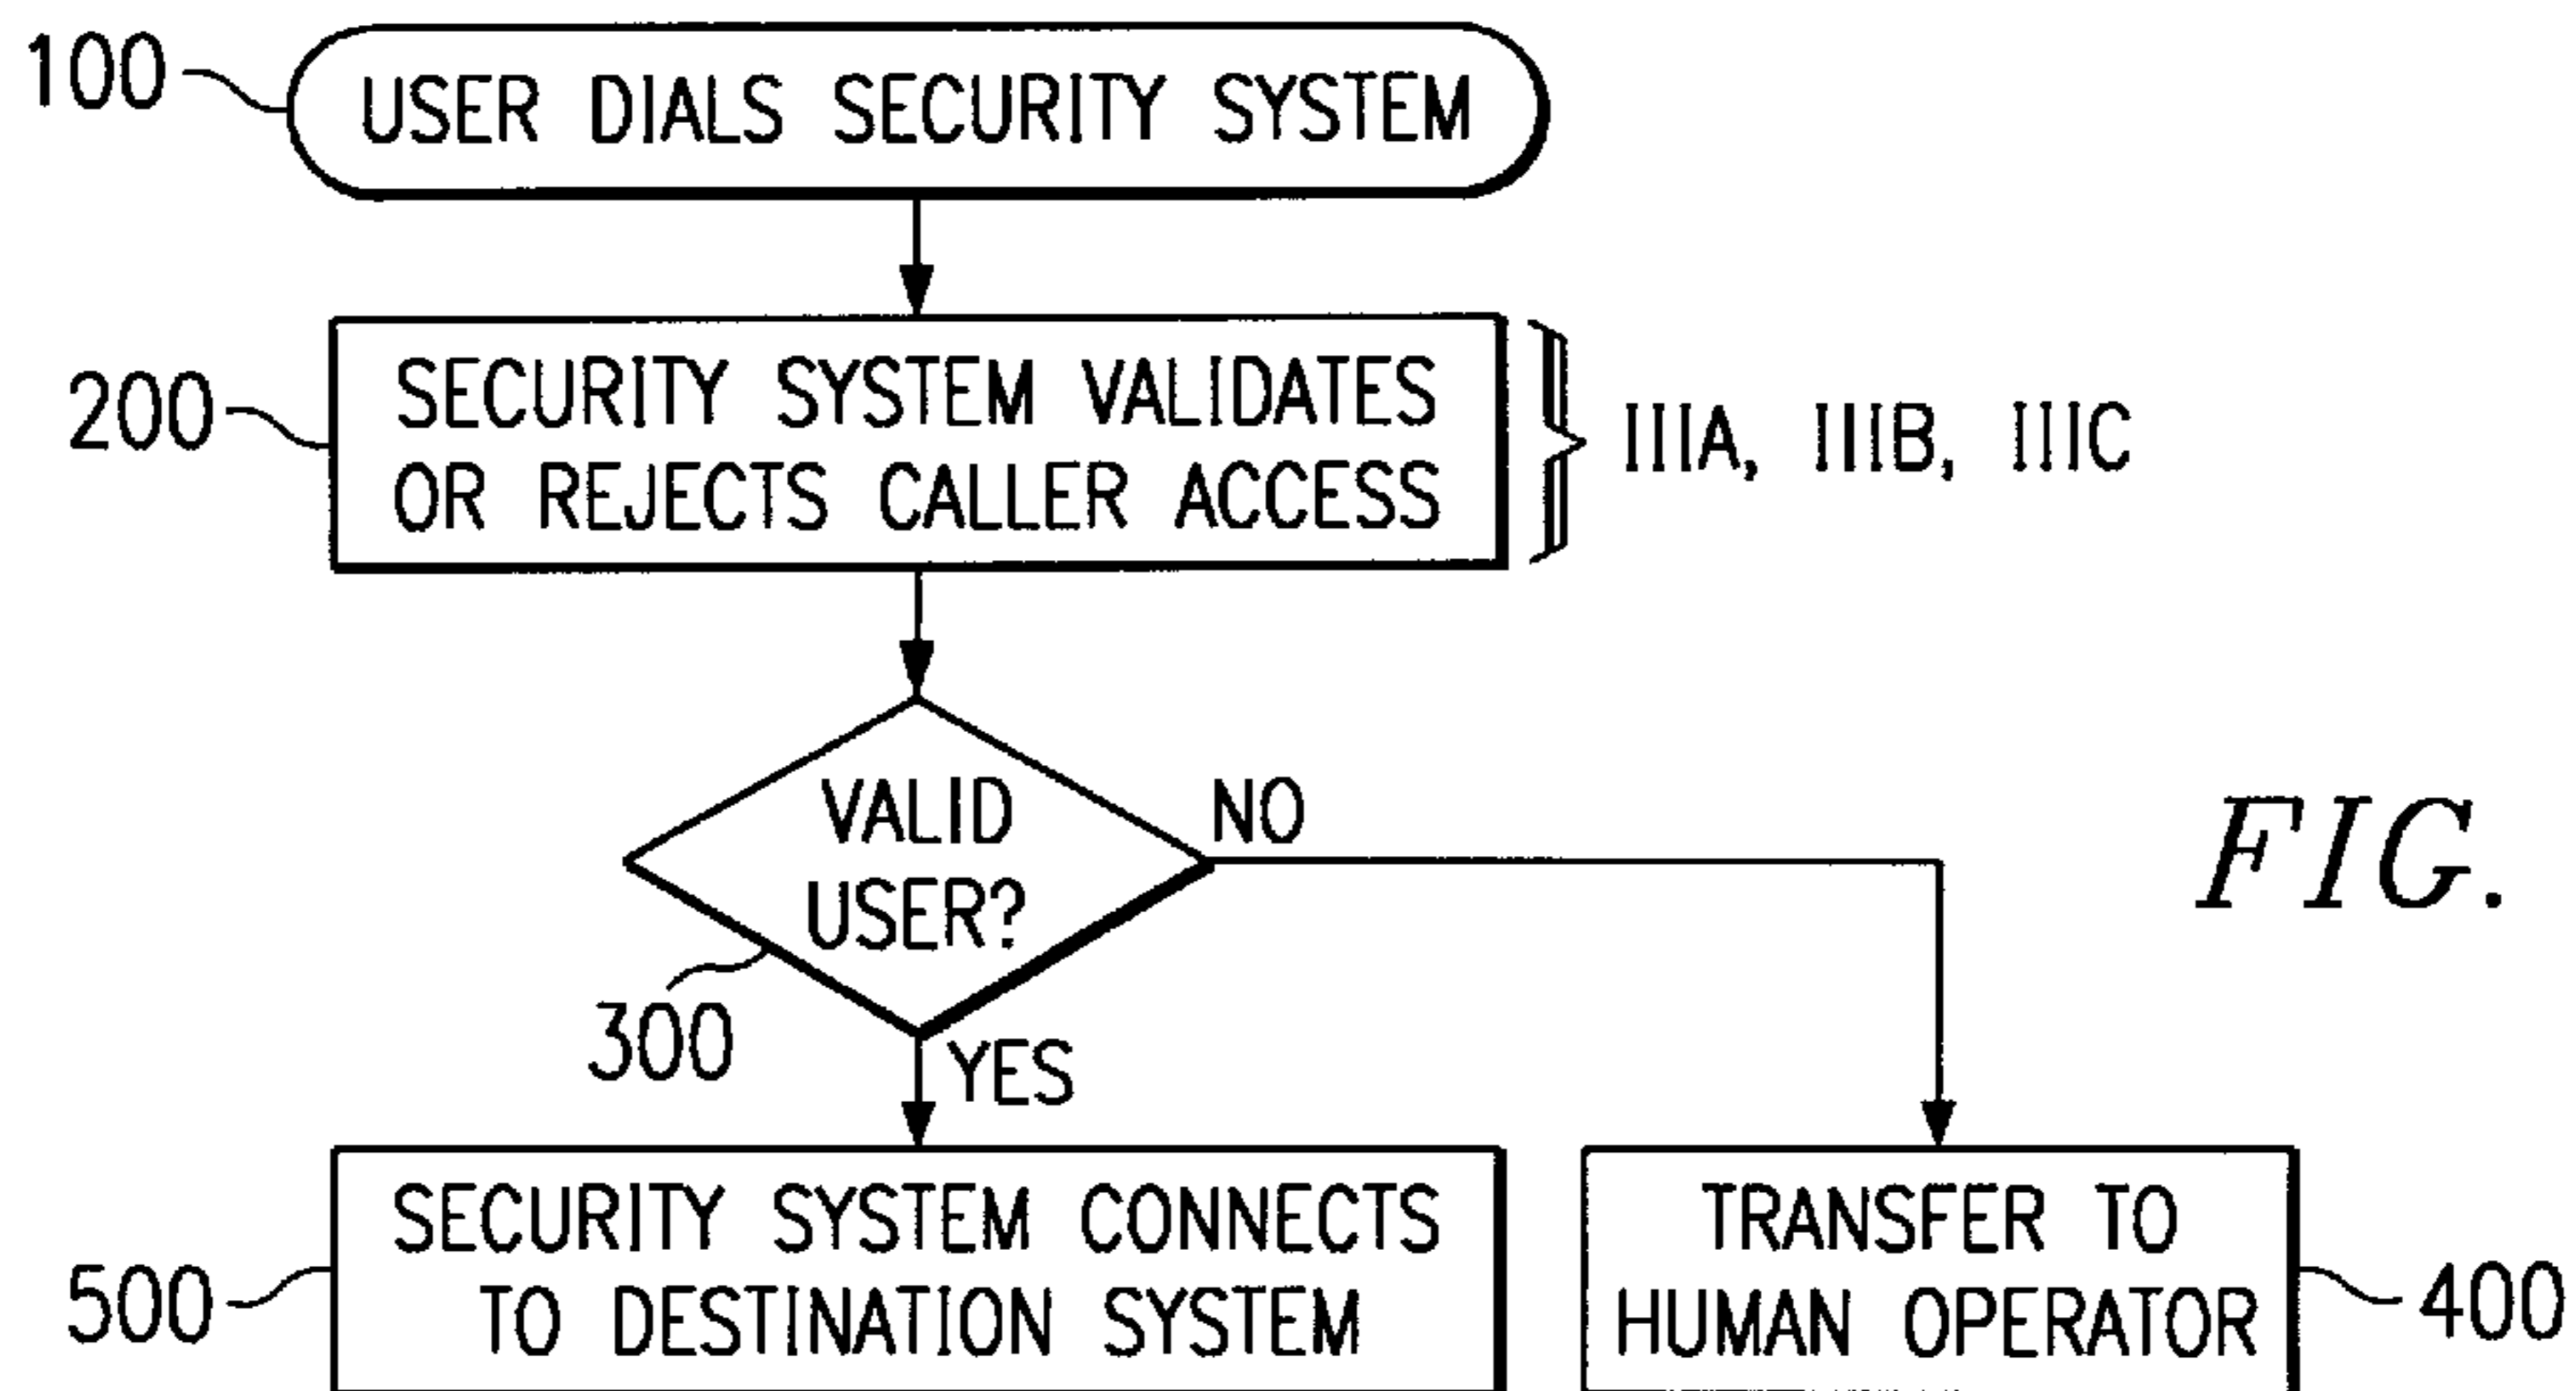 100
USER DIALS SECURITY SYSTEM
200
SECURITY SYSTEM VALIDATES
OR REJECTS CALLER ACCESS
IIIA, IIIB, IIIC
VALID
USER?
NO
FIG.
300
YES
500
SECURITY SYSTEM CONNECTS
TO DESTINATION SYSTEM
TRANSFER TO
HUMAN OPERATOR
400